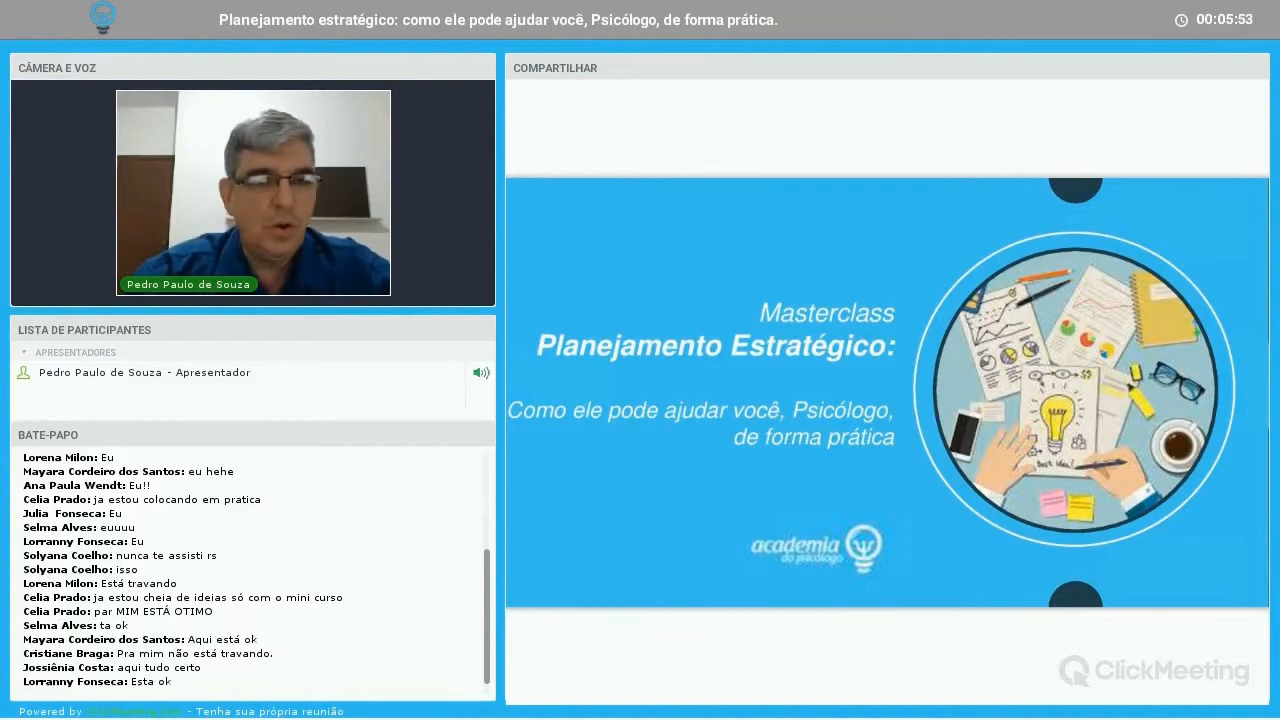 Planejamento estratégico: como ele pode ajudar você, Psicólogo, de forma prática.
00:05:53
CÂMERA E VOZ
Pedro Paulo de Souza
LISTA DE PARTICIPANTES
APRESENTADORES
Pedro Paulo de Souza - Apresentador
BATE-PAPO
Lorena Milon: Eu
Mayara Cordeiro dos Santos: eu hehe
Ana Paula Wendt: Eu!!
Celia Prado: ja estou colocando em pratica
Julia Fonseca: Eu
Selma Alves: euuuu
Lorranny Fonseca: Eu
Solyana Coelho: nunca te assisti rs
Solyana Coelho: isso
Lorena Milon: Está travando
Celia Prado: ja estou cheia de ideias só com o mini curso
Celia Prado: par MIM ESTÁ OTIMO
Selma Alves: ta ok
Mayara Cordeiro dos Santos: Aqui está ok
Cristiane Braga: Pra mim não está travando.
Jossiênia Costa: aqui tudo certo
Lorranny Fonseca: Esta ok
Powered by - Tenha sua própria reunião
COMPARTILHAR
Masterclass
Planejamento Estratégico:
Como ele pode ajudar você, Psicólogo,
de forma prática
academia
do psicólogo
Best idea!
ClickMeeting